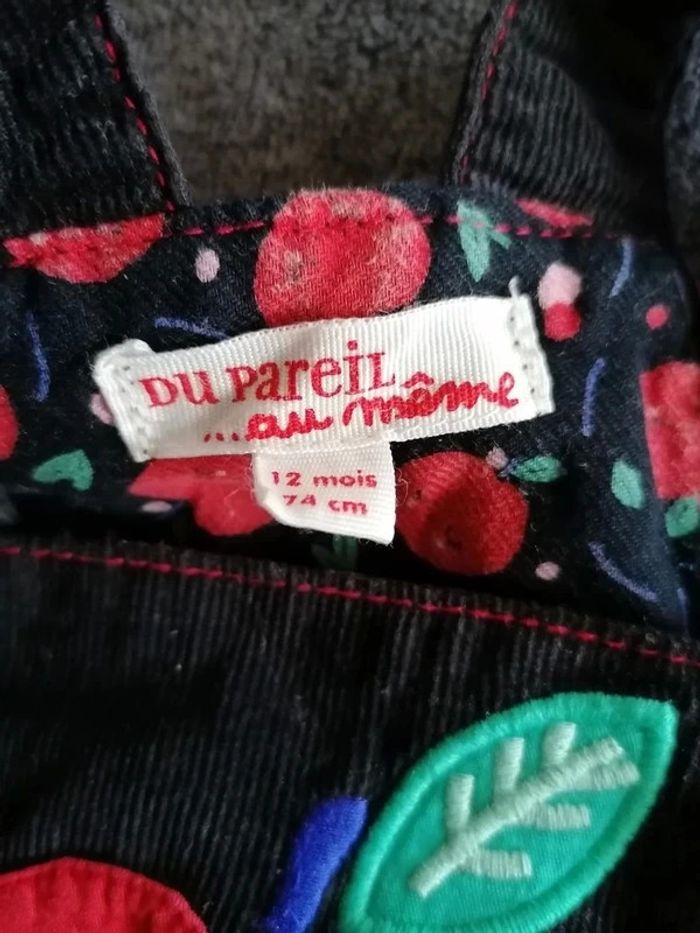 DU PAREIL
...au même
12 mois
74 cm